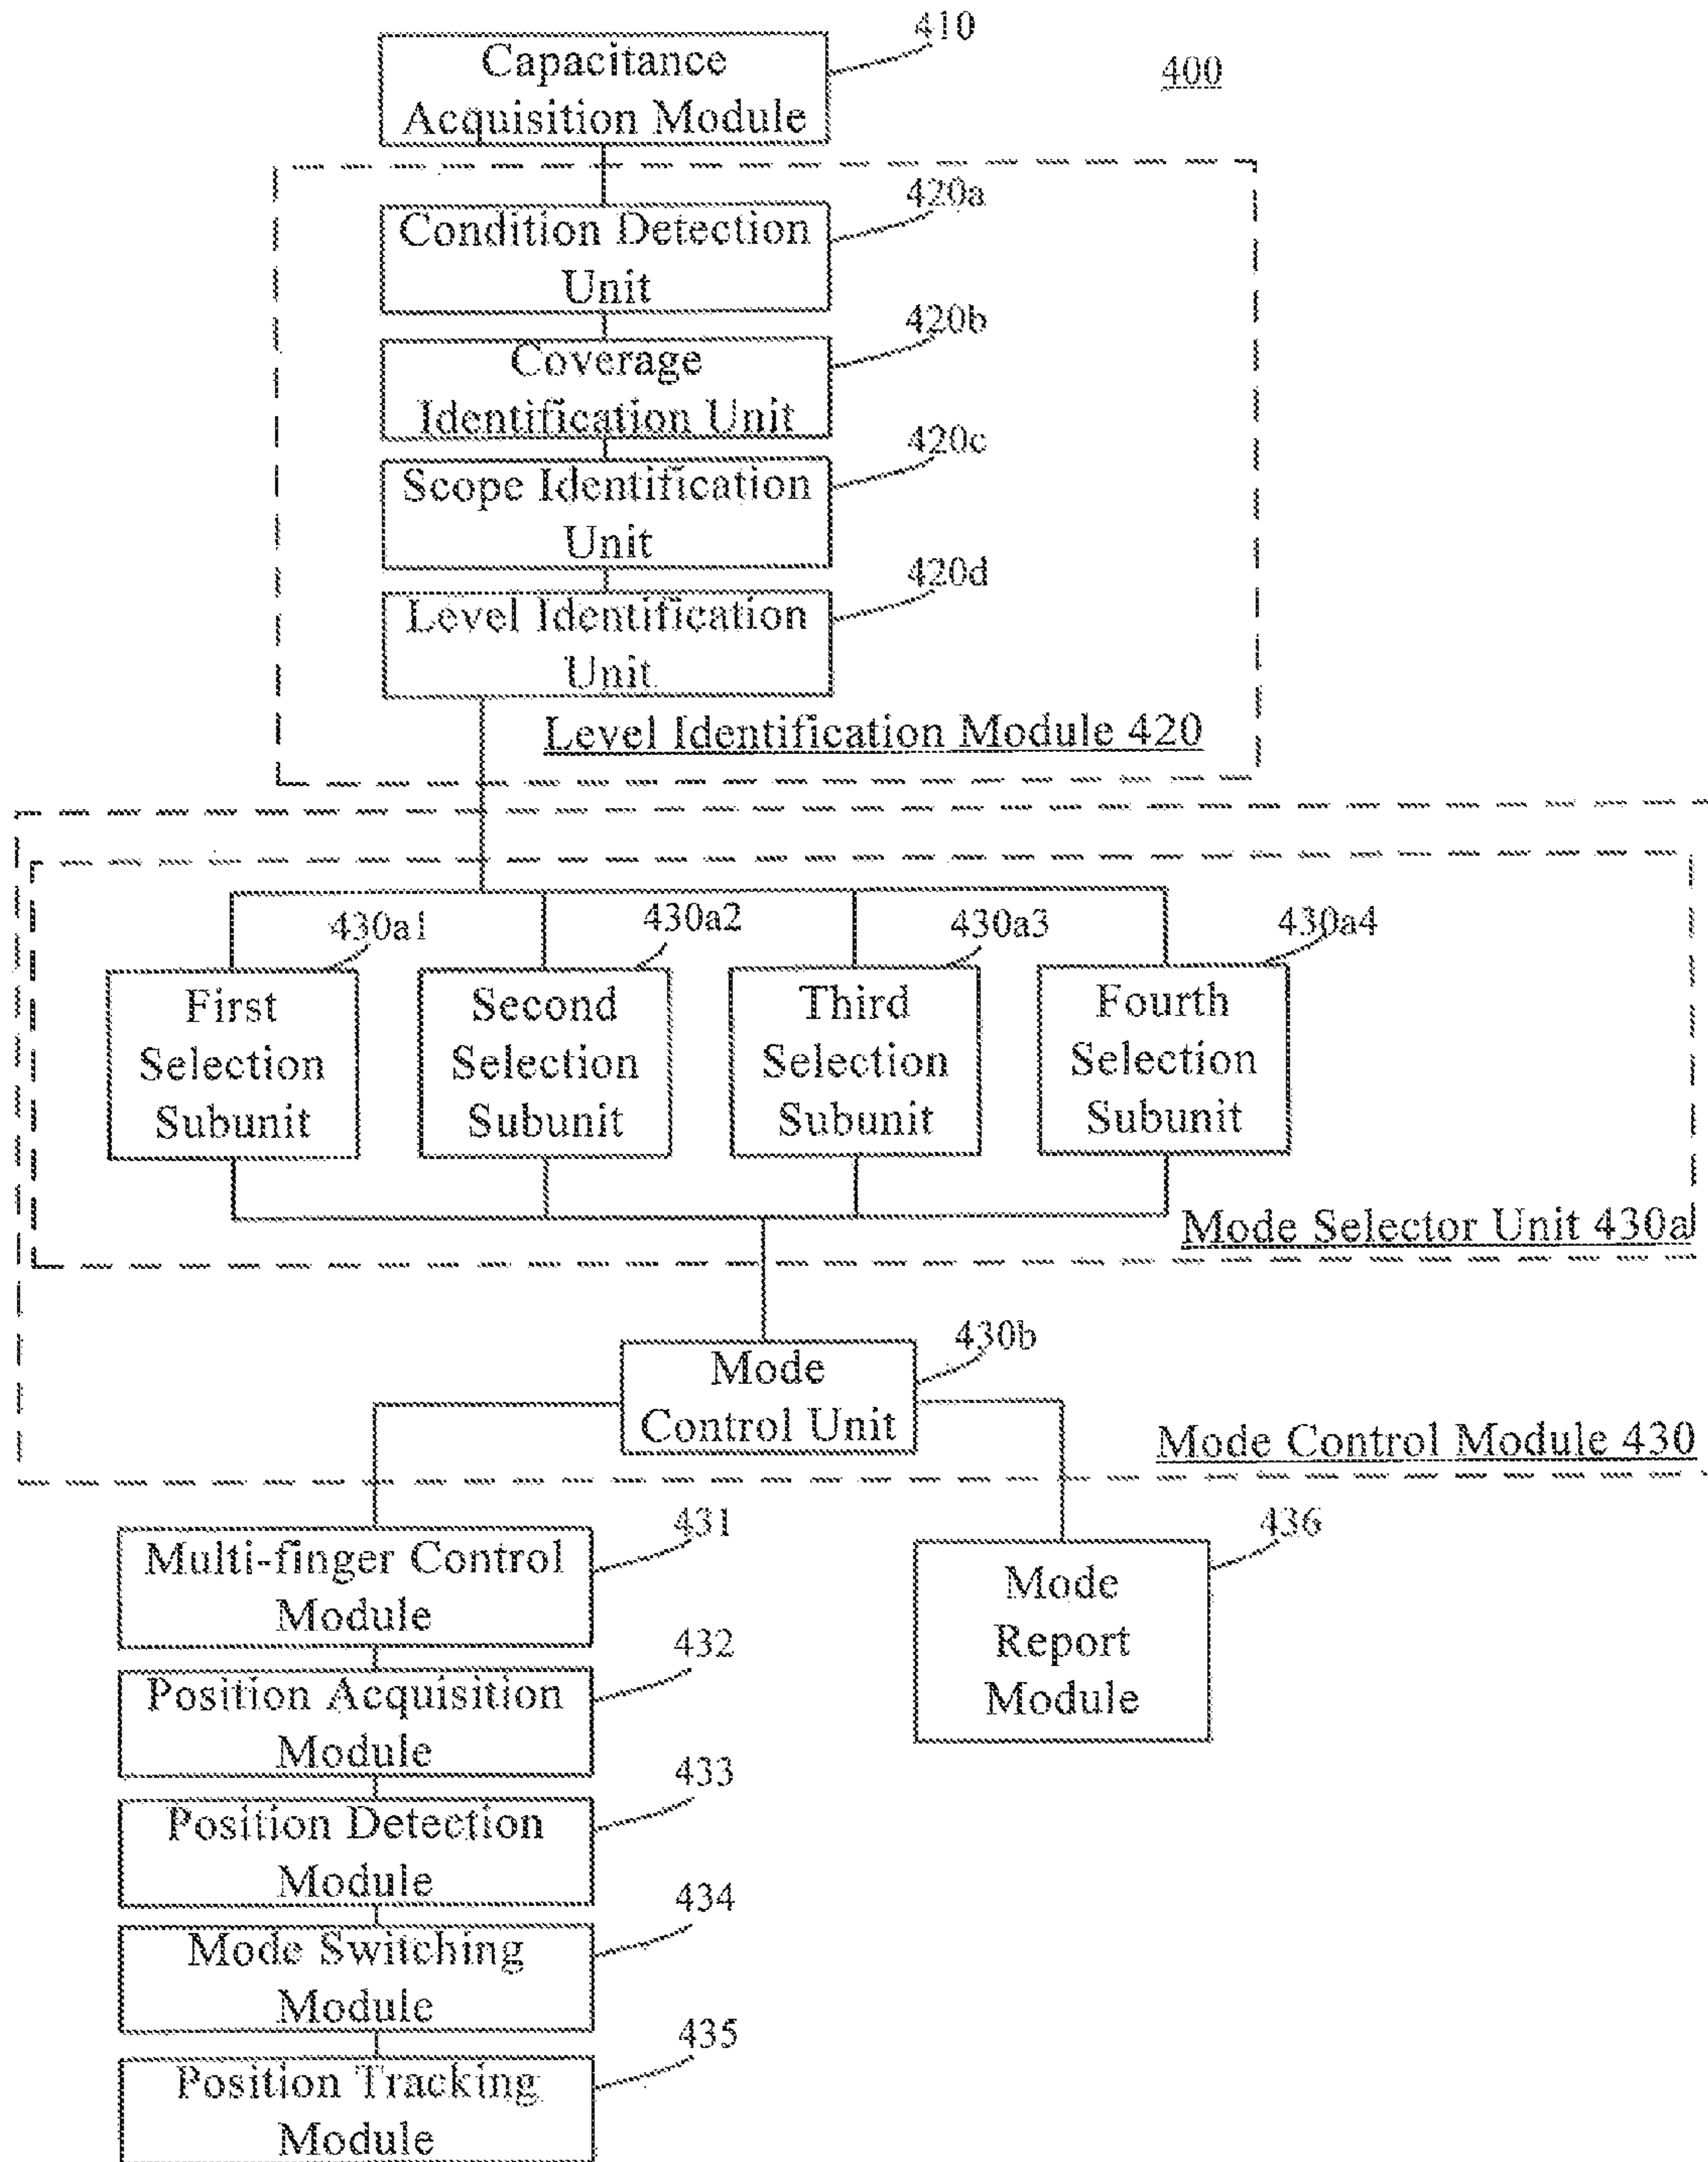 410
Capacitance
Acquisition Module
400
420a
Condition Detection
Unit
420b
Coverage
Identification Unit
420c
Scope Identification
Unit
420d
Level Identification
Unit
Level Identification Module 420
430a1
430a2
430a3
430a4
First
Selection
Subunit
Second
Selection
Subunit
Third
Selection
Subunit
Fourth
Selection
Subunit
Mode Selector Unit 430a
430b
Mode
Control Unit
Mode Control Module 430
431
Multi-finger Control
Module
436
Mode
Report
Module
432
Position Acquisition
Module
433
Position Detection
Module
434
Mode Switching
Module
435
Position Tracking
Module